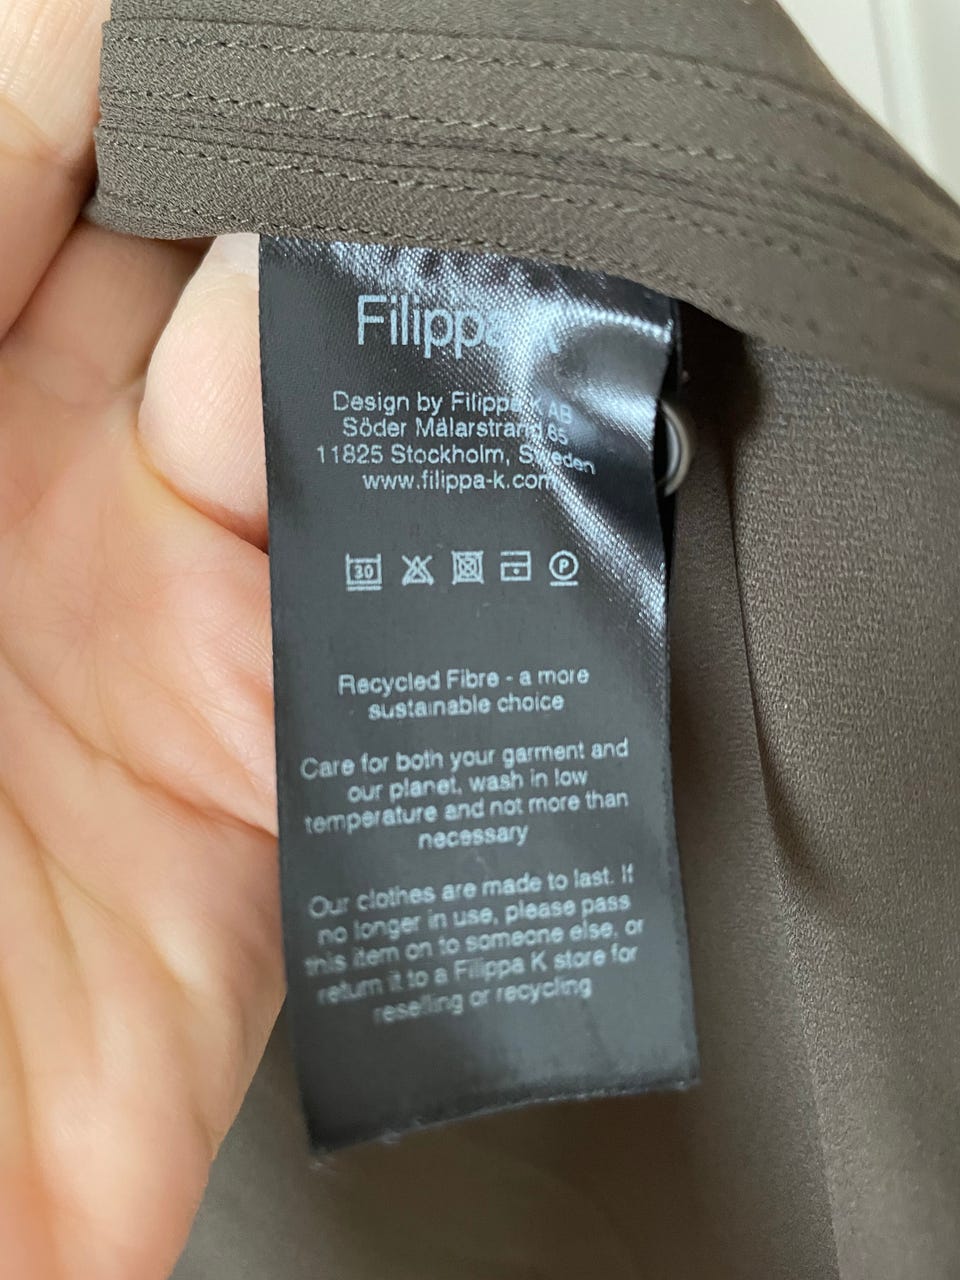 Filippa K
Design by Filippa K AB
Söder Mälarstrand 85
11825 Stockholm, Sweden
www.filippa-k.com
30 P
Recycled Fibre - a more
sustainable choice
Care for both your garment and
our planet, wash in low
temperature and not more than
necessary
Our clothes are made to last. If
no longer in use, please pass
this item on to someone else, or
return it to a Filippa K store for
reselling or recycling